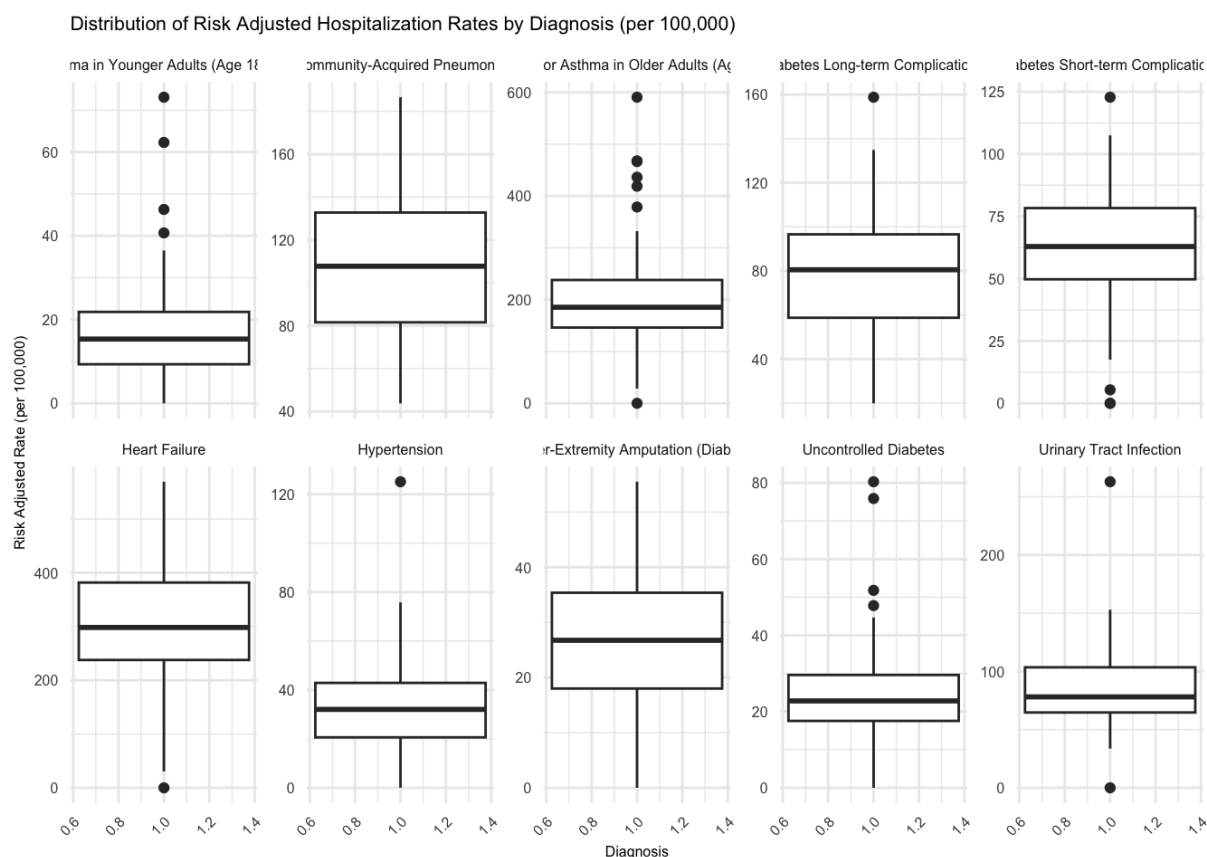 Distribution of Risk Adjusted Hospitalization Rates by Diagnosis (per 100,000)
ma in Younger Adults (Age 18
ommunity-Acquired Pneumon
or Asthma in Older Adults (Ag
abetes Long-term Complicatio
abetes Short-term Complicatio
60
40
20
0
160
120
80
40
600
400
200
0
160
120
80
40
125
100
75
50
25
0
Risk Adjusted Rate (per 100,000)
Heart Failure
Hypertension
er-Extremity Amputation (Diab
Uncontrolled Diabetes
Urinary Tract Infection
400
200
0
120
80
40
0
40
20
0
80
60
40
20
0
200
100
0
0.6 0.8 1.0 1.2 1.4
0.6 0.8 1.0 1.2 1.4
0.6 0.8 1.0 1.2 1.4
0.6 0.8 1.0 1.2 1.4
0.6 0.8 1.0 1.2 1.4
Diagnosis